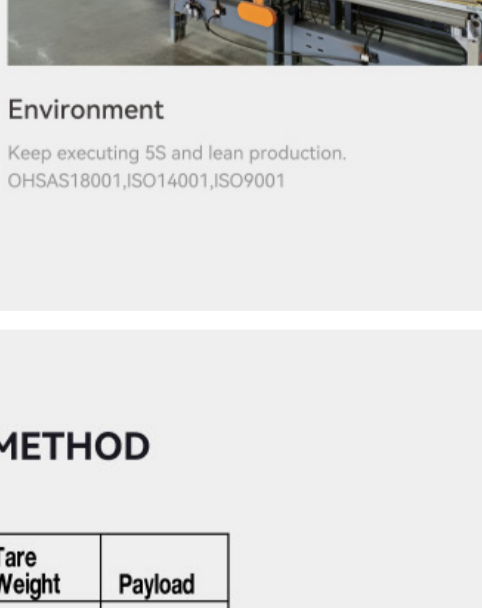 Environment
Keep executing 5S and lean production.
OHSAS18001,ISO14001,ISO9001
METHOD
Tare
Weight
Payload